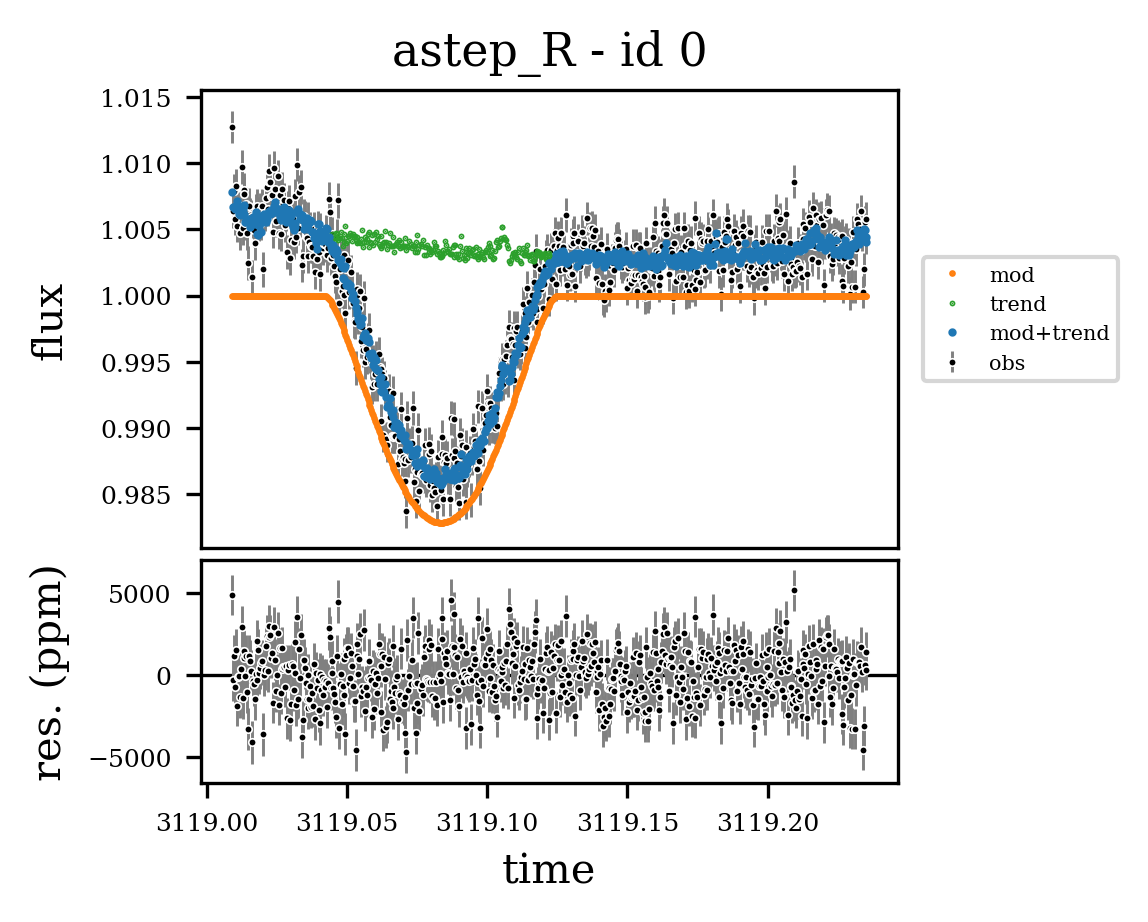 astep_R - id 0
1.015
1.010
1.005
1.000
0.995
0.990
0.985
flux
mod
trend
mod+trend
obs
5000
0
−5000
res. (ppm)
3119.00 3119.05 3119.10 3119.15 3119.20
time